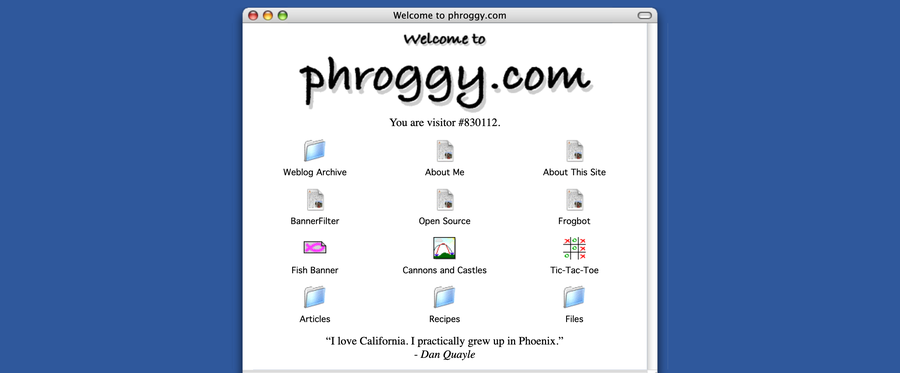 Welcome to phroggy.com
Welcome to
phroggy.com
You are visitor #830112.
Weblog Archive
About Me
About This Site
BannerFilter
Open Source
Frogbot
Fish Banner
Cannons and Castles
Tic-Tac-Toe
Articles
Recipes
Files
“I love California. I practically grew up in Phoenix.”
- Dan Quayle